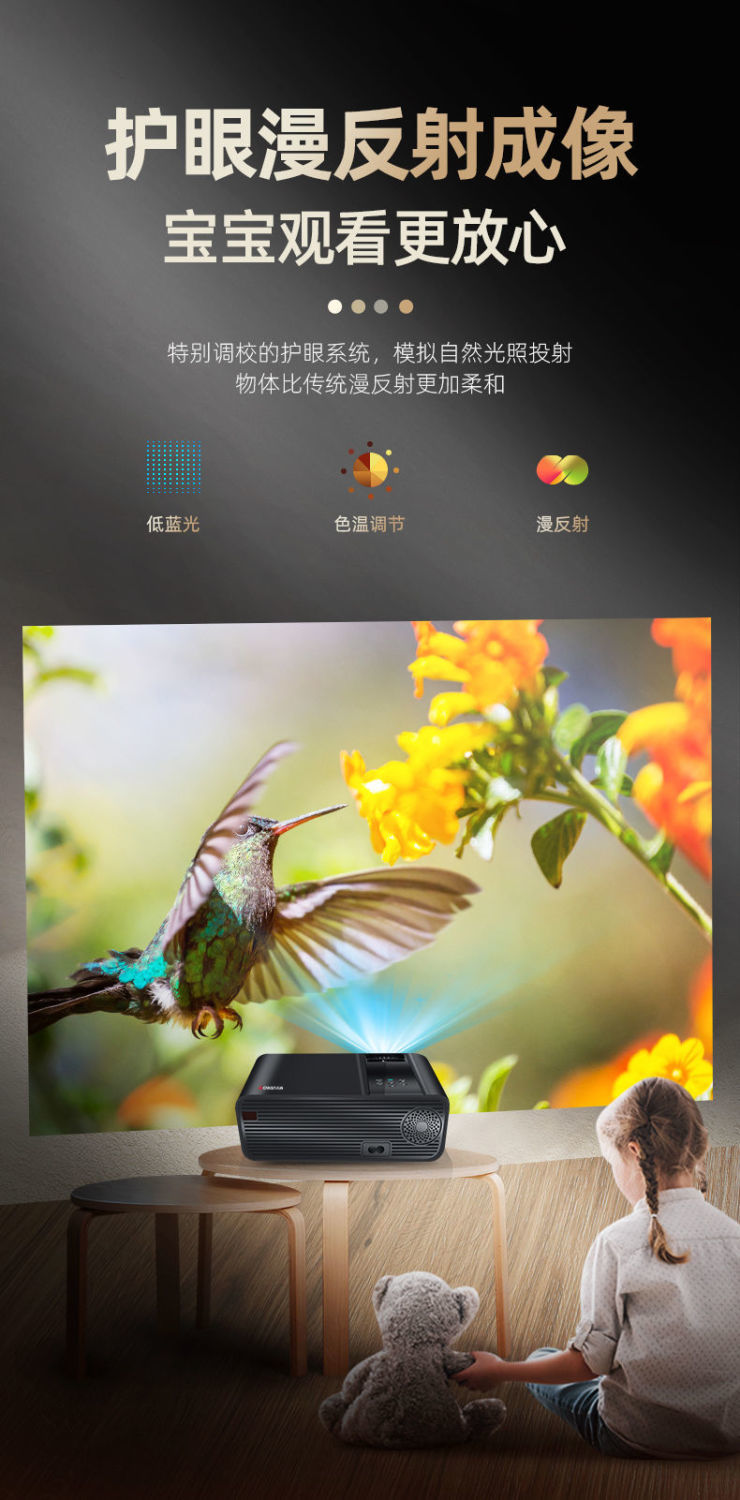 护眼漫反射成像
宝宝观看更放心
特别调校的护眼系统，模拟自然光照投射
物体比传统漫反射更加柔和
低蓝光
色温调节
漫反射